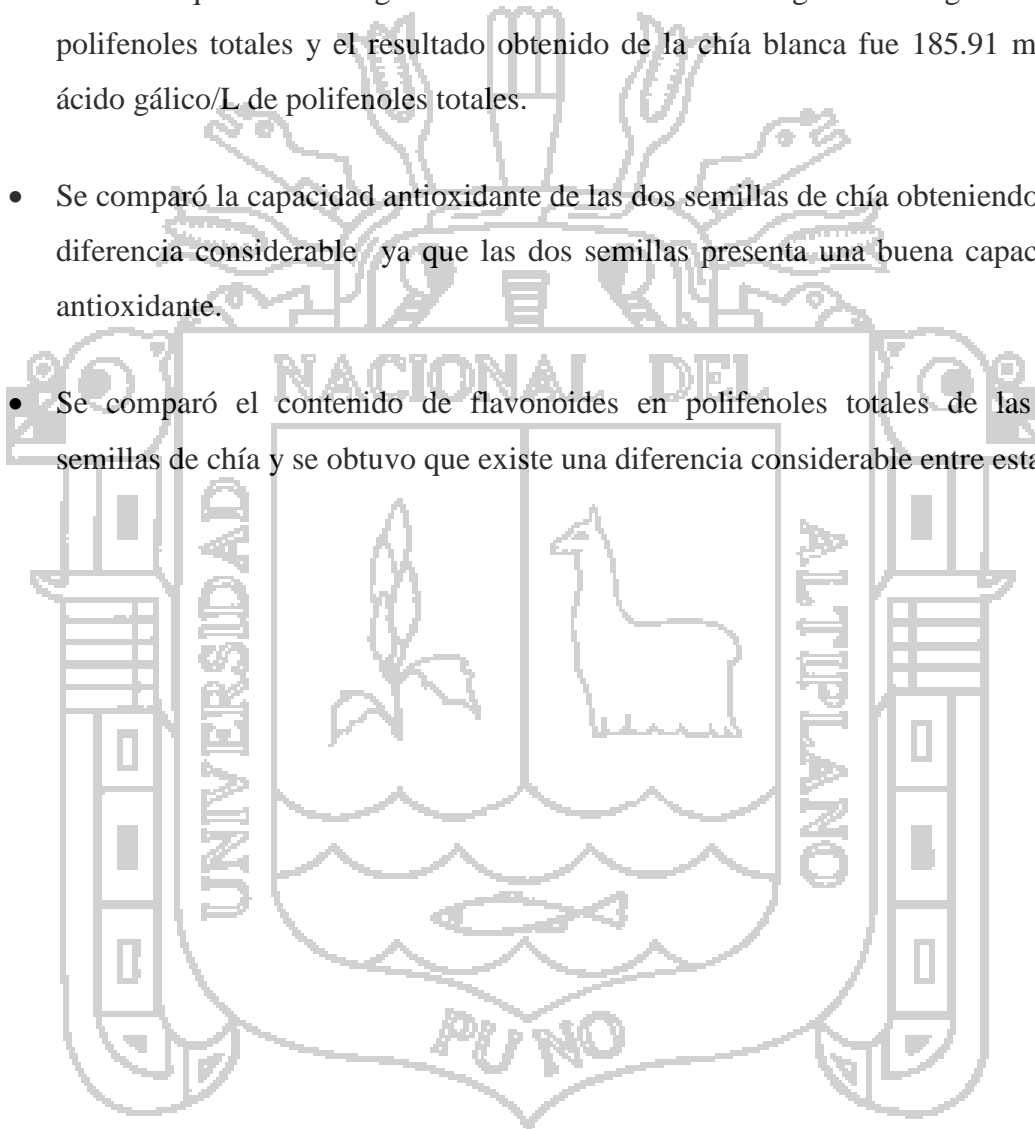 polifenoles totales y el resultado obtenido de la chía blanca fue 185.91 m
ácido gálico/L de polifenoles totales.
• Se comparó la capacidad antioxidante de las dos semillas de chía obteniendo
diferencia considerable ya que las dos semillas presenta una buena capac
antioxidante.
• Se comparó el contenido de flavonoides en polifenoles totales de las
semillas de chía y se obtuvo que existe una diferencia considerable entre esta
NACIONAL DEL
UNIVERSIDAD
ALTIPLANO
PUNO